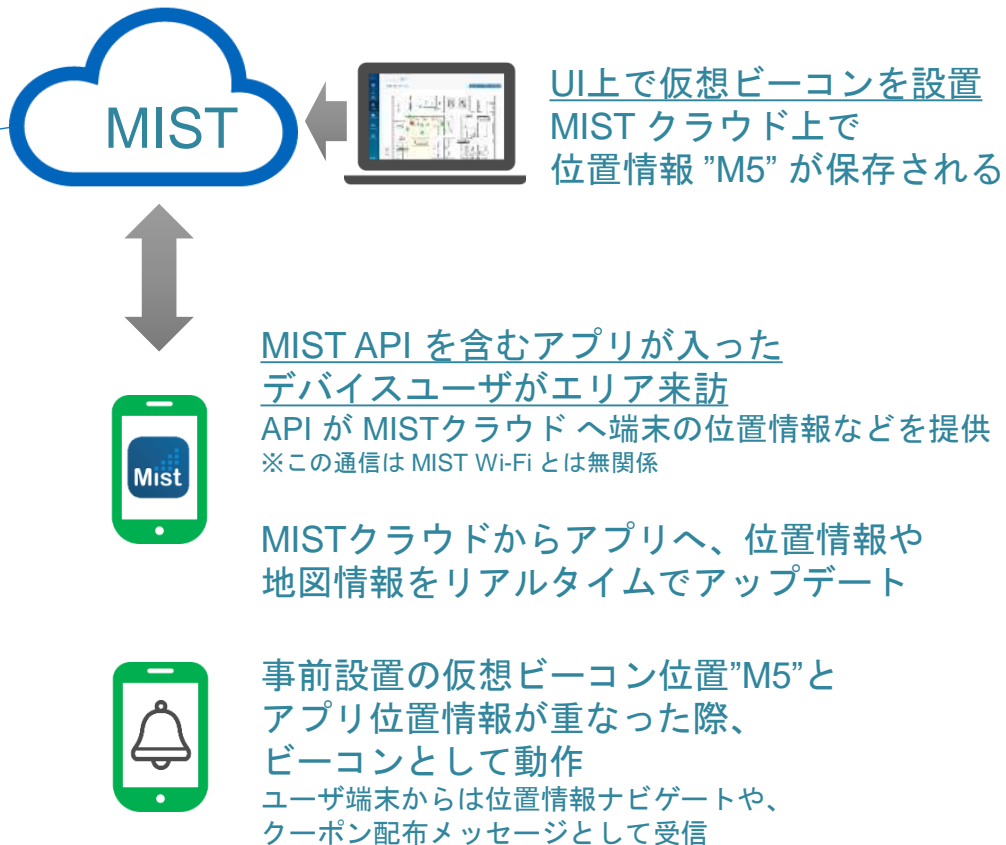 MIST
UI上で仮想ビーコンを設置
MIST クラウド上で
位置情報 ”M5” が保存される
MIST API を含むアプリが入った
デバイスユーザがエリア来訪
API が MISTクラウド へ端末の位置情報などを提供
※この通信は MIST Wi-Fi とは無関係
Mist
MISTクラウドからアプリへ、位置情報や
地図情報をリアルタイムでアップデート
事前設置の仮想ビーコン位置”M5”と
アプリ位置情報が重なった際、
ビーコンとして動作
ユーザ端末からは位置情報ナビゲートや、
クーポン配布メッセージとして受信